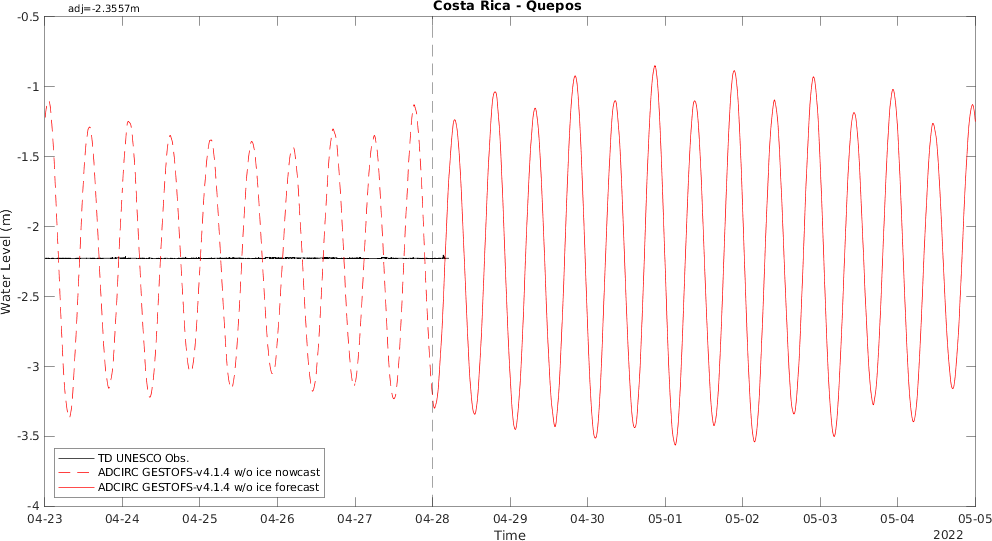 Costa Rica - Quepos
adj=-2.3557m
-0.5
-1
-1.5
-2
-2.5
-3
-3.5
-4
Water Level (m)
TD UNESCO Obs.
ADCIRC GESTOFS-v4.1.4 w/o ice nowcast
ADCIRC GESTOFS-v4.1.4 w/o ice forecast
04-23 04-24 04-25 04-26 04-27 04-28 04-29 04-30 05-01 05-02 05-03 05-04 05-05
Time
2022